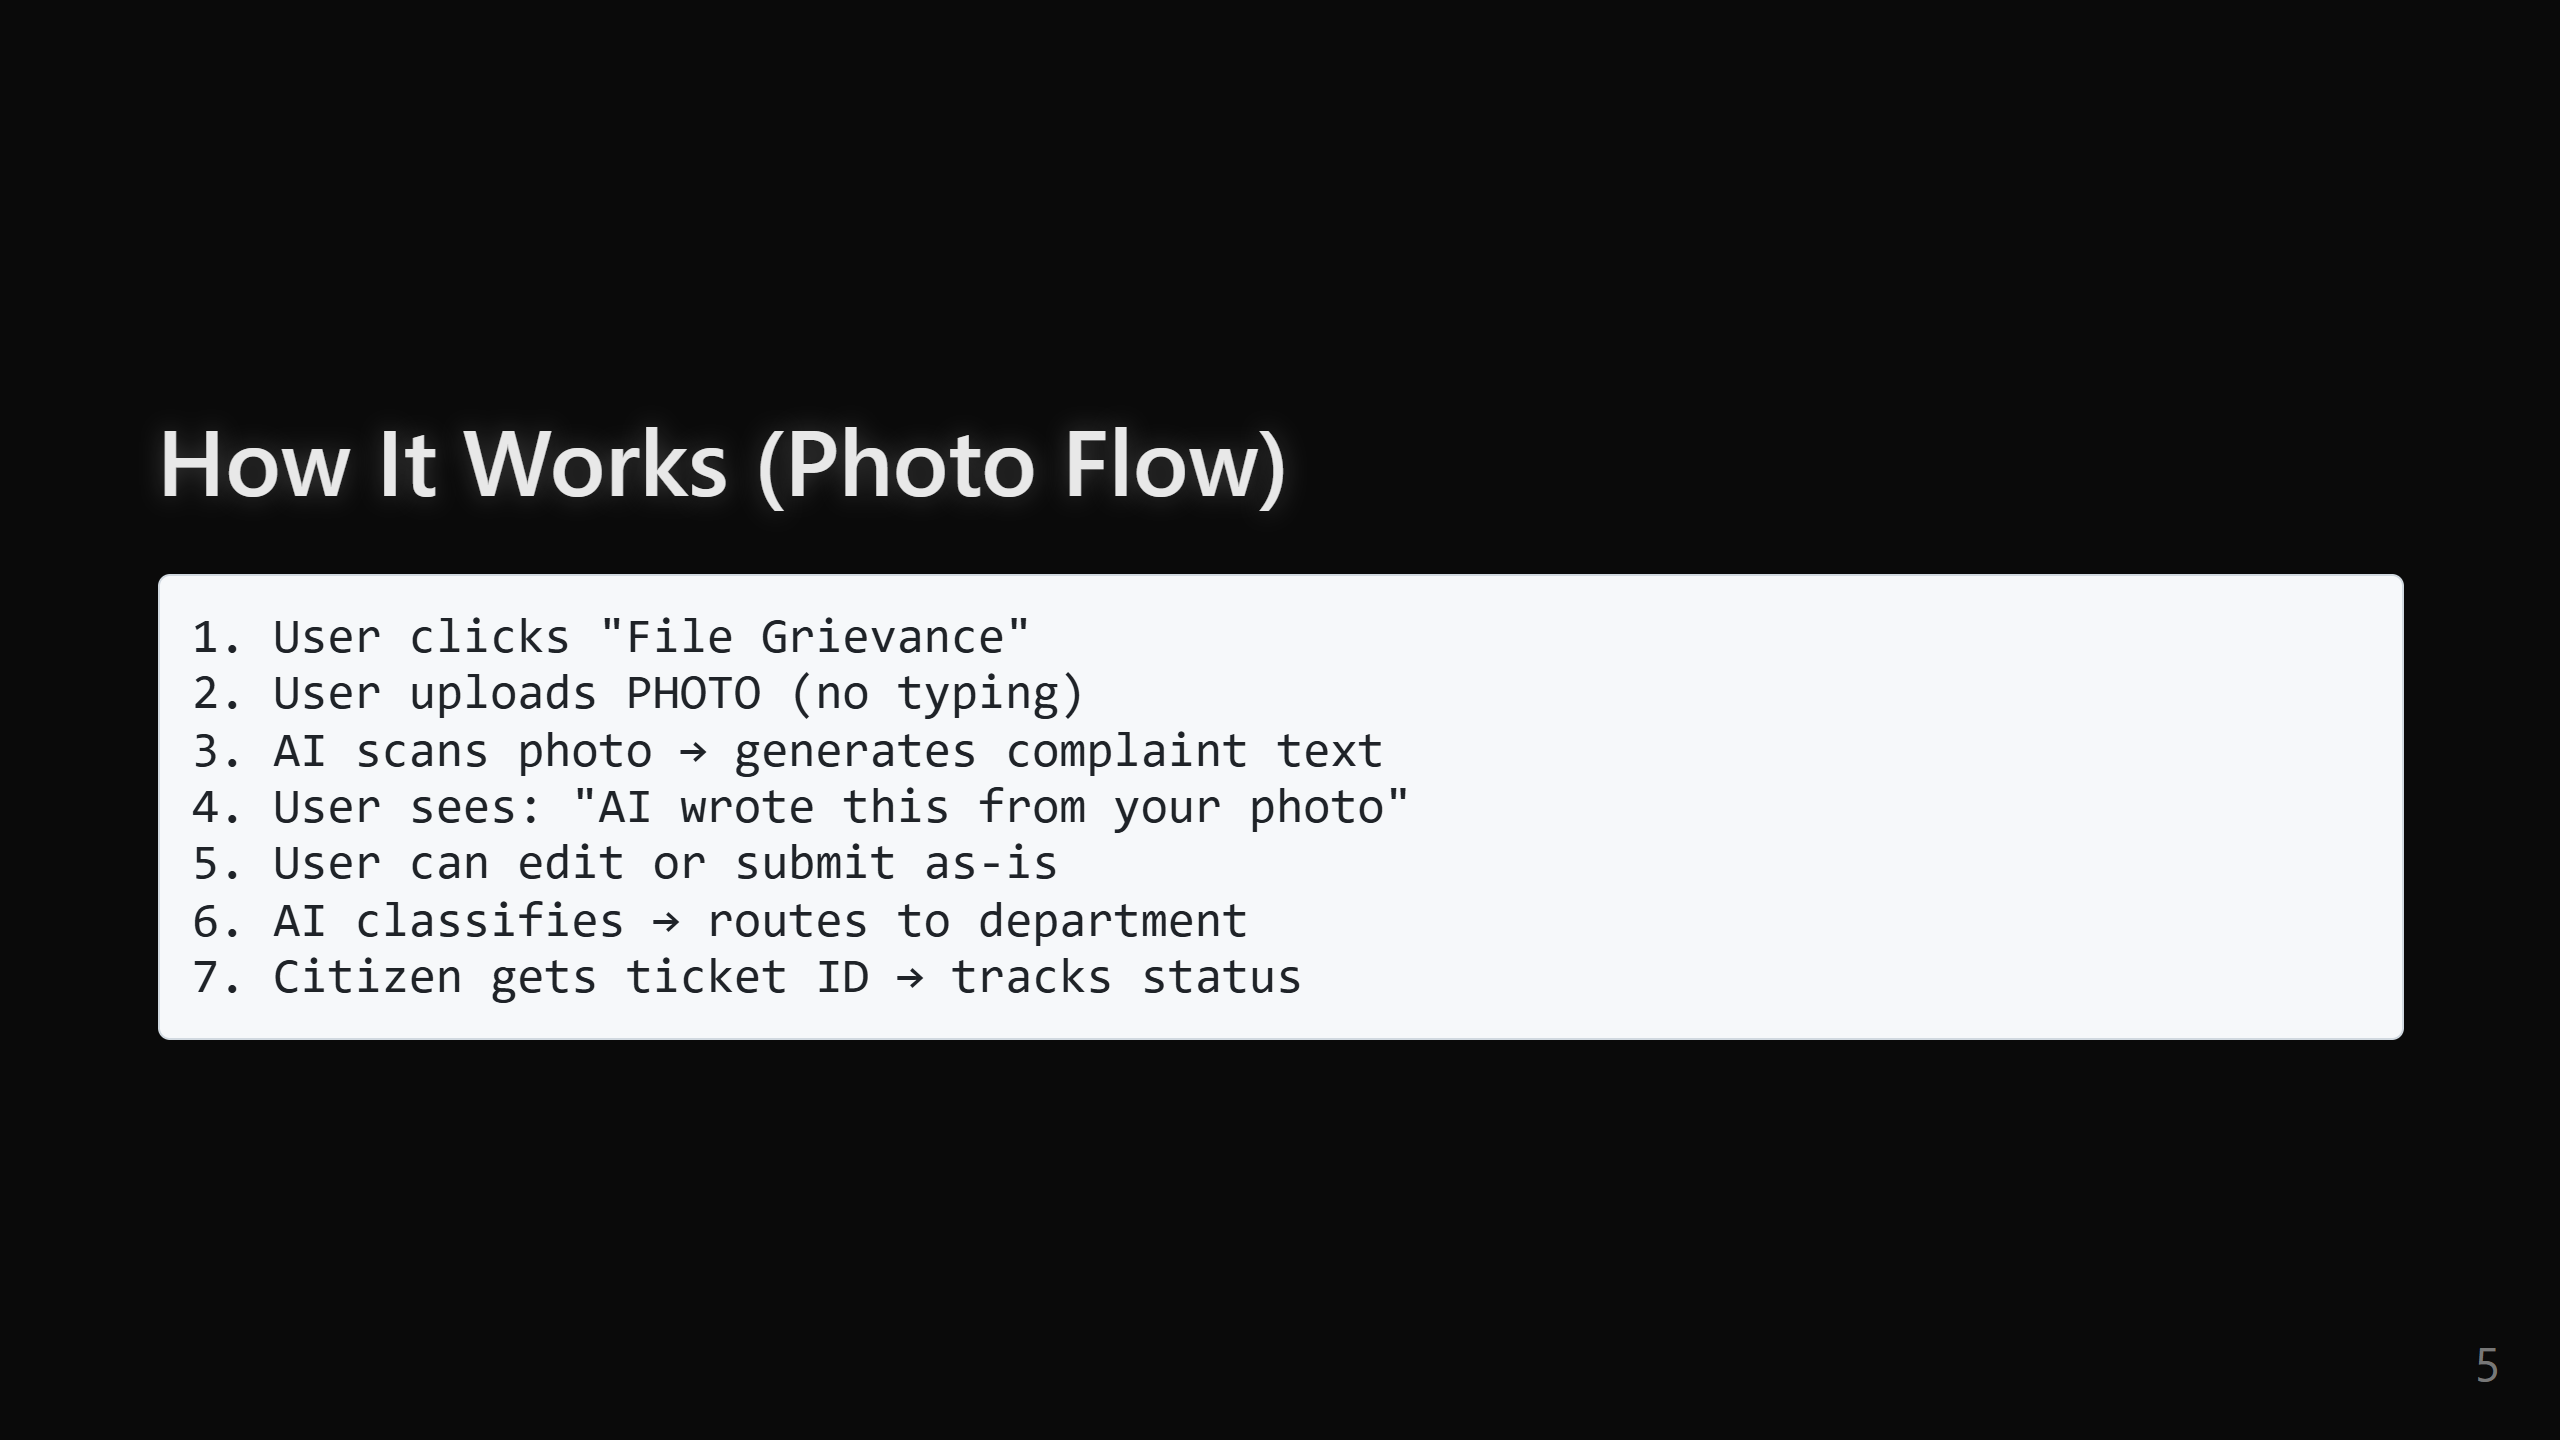 How It Works (Photo Flow)
1. User clicks "File Grievance"
2. User uploads PHOTO (no typing)
3. AI scans photo → generates complaint text
4. User sees: "AI wrote this from your photo"
5. User can edit or submit as-is
6. AI classifies → routes to department
7. Citizen gets ticket ID → tracks status
5